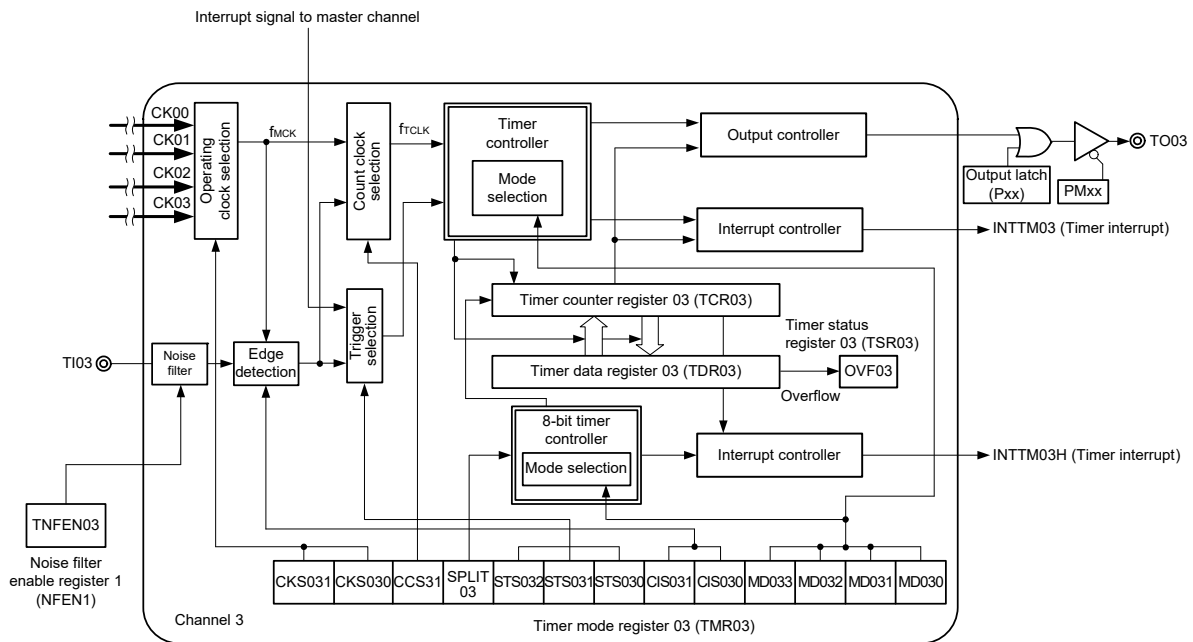 Interrupt signal to master channel
CK00
CK01
CK02
CK03
Operating
clock selection
fMCK
Count clock
selection
fTCLK
Timer
controller
Mode
selection
Output controller
Output latch
(Pxx)
PMxx
TO03
Interrupt controller
INTTM03 (Timer interrupt)
Timer counter register 03 (TCR03)
Trigger
selection
Timer status
register 03 (TSR03)
TI03
Noise
filter
Edge
detection
Timer data register 03 (TDR03)
OVF03
Overflow
8-bit timer
controller
Mode selection
Interrupt controller
INTTM03H (Timer interrupt)
TNFEN03
Noise filter
enable register 1
(NFEN1)
CKS031
CKS030
CCS31
SPLIT
03
STS032
STS031
STS030
CIS031
CIS030
MD033
MD032
MD031
MD030
Channel 3
Timer mode register 03 (TMR03)